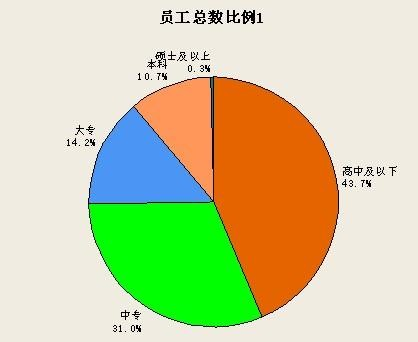 员工总数比例1
硕士及以上
0.3%
本科
10.7%
大专
14.2%
高中及以下
43.7%
中专
31.0%